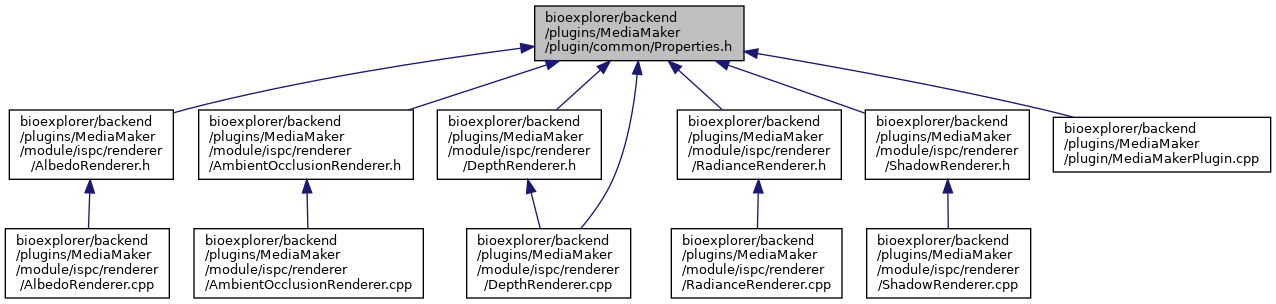 bioexplorer/backend
/plugins/MediaMaker
/plugin/common/Properties.h
bioexplorer/backend
/plugins/MediaMaker
/module/ispc/renderer
/AlbedoRenderer.h
bioexplorer/backend
/plugins/MediaMaker
/module/ispc/renderer
/AmbientOcclusionRenderer.h
bioexplorer/backend
/plugins/MediaMaker
/module/ispc/renderer
/DepthRenderer.h
bioexplorer/backend
/plugins/MediaMaker
/module/ispc/renderer
/RadianceRenderer.h
bioexplorer/backend
/plugins/MediaMaker
/module/ispc/renderer
/ShadowRenderer.h
bioexplorer/backend
/plugins/MediaMaker
/plugin/MediaMakerPlugin.cpp
bioexplorer/backend
/plugins/MediaMaker
/module/ispc/renderer
/AlbedoRenderer.cpp
bioexplorer/backend
/plugins/MediaMaker
/module/ispc/renderer
/AmbientOcclusionRenderer.cpp
bioexplorer/backend
/plugins/MediaMaker
/module/ispc/renderer
/DepthRenderer.cpp
bioexplorer/backend
/plugins/MediaMaker
/module/ispc/renderer
/RadianceRenderer.cpp
bioexplorer/backend
/plugins/MediaMaker
/module/ispc/renderer
/ShadowRenderer.cpp